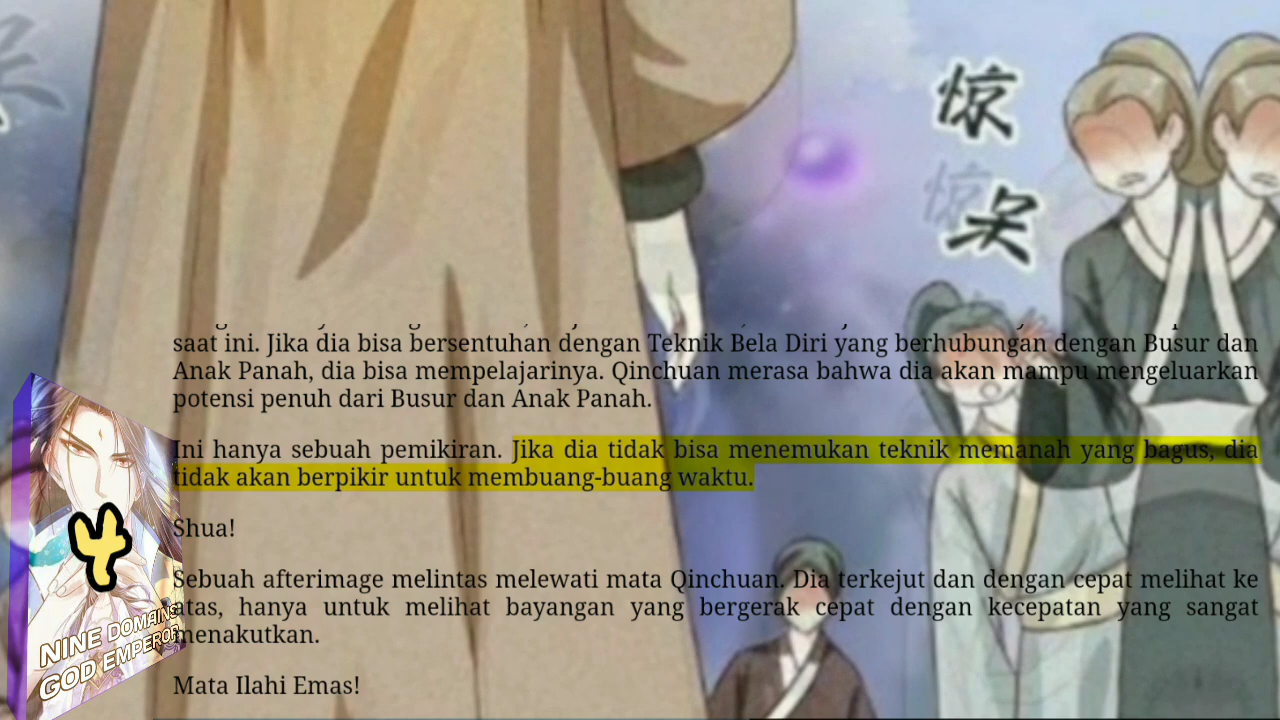 惊
呆
saat ini. Jika dia bisa bersentuhan dengan Teknik Bela Diri yang berhubungan dengan Busur dan
Anak Panah, dia bisa mempelajarinya. Qinchuan merasa bahwa dia akan mampu mengeluarkan
potensi penuh dari Busur dan Anak Panah.
Ini hanya sebuah pemikiran. Jika dia tidak bisa menemukan teknik memanah yang bagus, dia
tidak akan berpikir untuk membuang-buang waktu.
Shua!
Sebuah afterimage melintas melewati mata Qinchuan. Dia terkejut dan dengan cepat melihat ke
atas, hanya untuk melihat bayangan yang bergerak cepat dengan kecepatan yang sangat
menakutkan.
Mata Ilahi Emas!
4
NINE DOMAINS
GOD EMPEROR